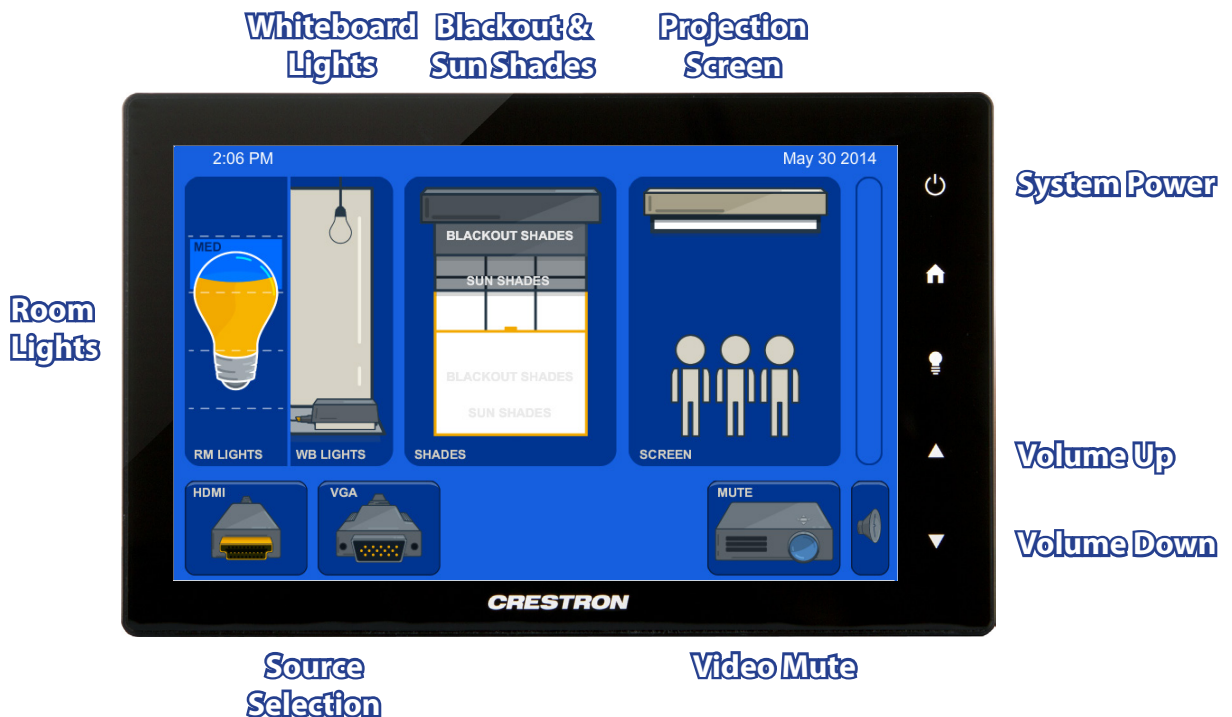 Whiteboard Lights
Blackout & Sun Shades
Projection Screen
2:06 PM
May 30 2014
System Power
MED
BLACKOUT SHADES
SUN SHADES
Room Lights
BLACKOUT SHADES
SUN SHADES
RM LIGHTS
WB LIGHTS
SHADES
SCREEN
Volume Up
HDMI
VGA
MUTE
Volume Down
CRESTRON
Source Selection
Video Mute